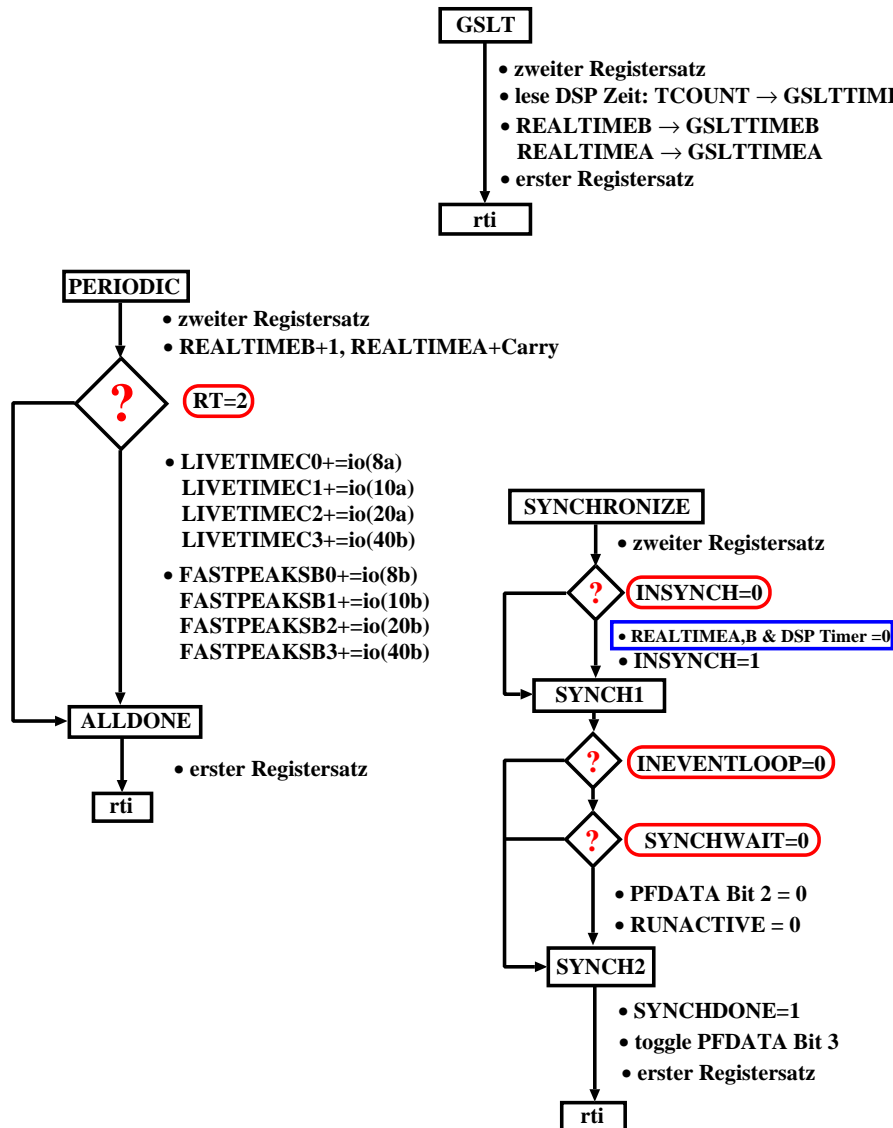 GSLT
• zweiter Registersatz
• lese DSP Zeit: TCOUNT → GSLTTIM
• REALTIMEB → GSLTTIMEB
REALTIMEA → GSLTTIMEA
• erster Registersatz
rti
PERIODIC
• zweiter Registersatz
• REALTIMEB+1, REALTIMEA+Carry
?
RT=2
• LIVETIMEC0+=io(8a)
LIVETIMEC1+=io(10a)
LIVETIMEC2+=io(20a)
LIVETIMEC3+=io(40b)
• FASTPEAKSB0+=io(8b)
FASTPEAKSB1+=io(10b)
FASTPEAKSB2+=io(20b)
FASTPEAKSB3+=io(40b)
ALLDONE
• erster Registersatz
rti
SYNCHRONIZE
• zweiter Registersatz
?
INSYNCH=0
• REALTIMEA,B & DSP Timer =0
• INSYNCH=1
SYNCH1
?
INEVENTLOOP=0
?
SYNCHWAIT=0
• PFDATA Bit 2 = 0
• RUNACTIVE = 0
SYNCH2
• SYNCHDONE=1
• toggle PFDATA Bit 3
• erster Registersatz
rti